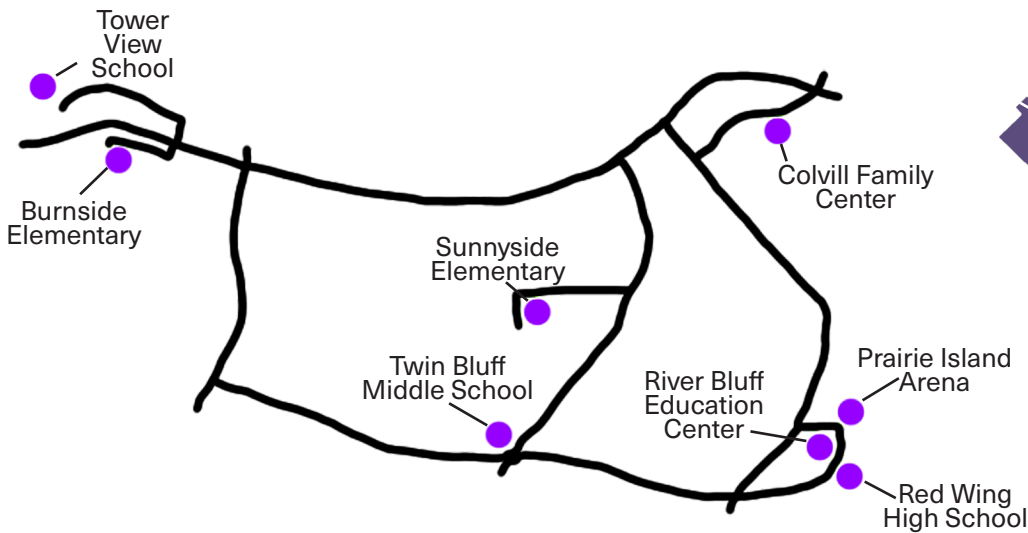 Tower
View
School
Burnside
Elementary
Sunnyside
Elementary
Colvill Family
Center
Twin Bluff
Middle School
River Bluff
Education
Center
Prairie Island
Arena
Red Wing
High School